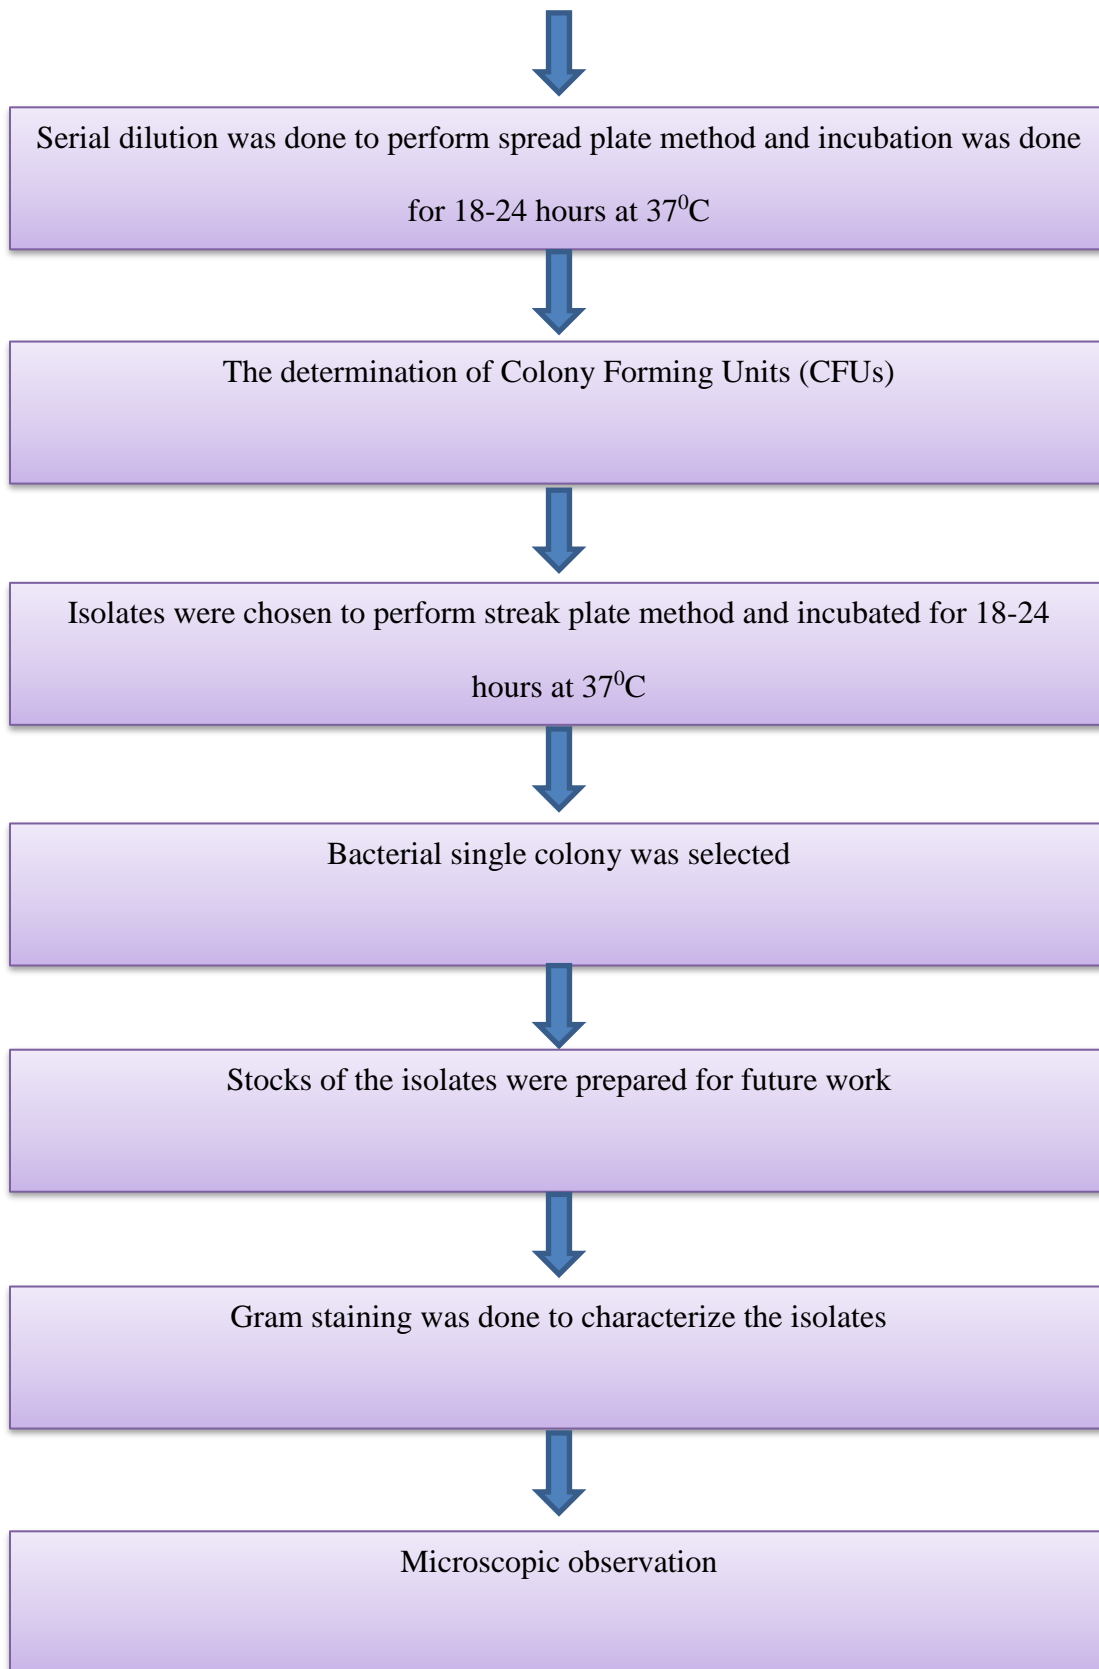 Serial dilution was done to perform spread plate method and incubation was done
for 18-24 hours at 37⁰C
The determination of Colony Forming Units (CFUs)
Isolates were chosen to perform streak plate method and incubated for 18-24
hours at 37⁰C
Bacterial single colony was selected
Stocks of the isolates were prepared for future work
Gram staining was done to characterize the isolates
Microscopic observation